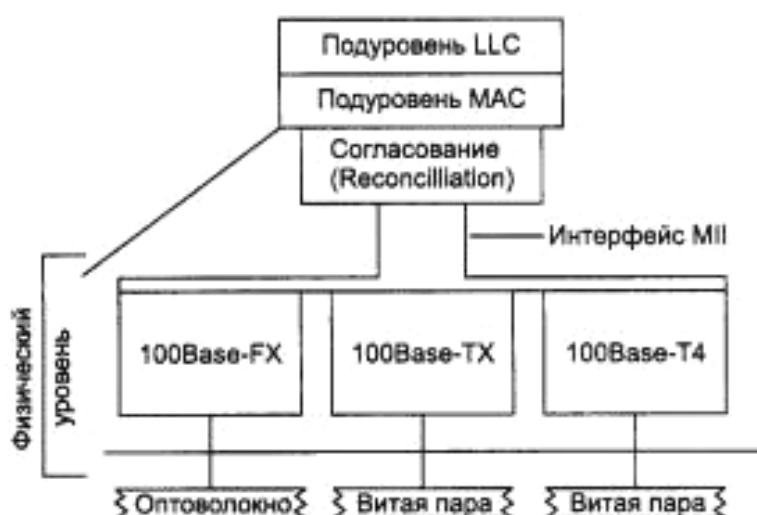 Подуровень LLC
Подуровень MAC
Согласование
(Reconcilliation)
Интерфейс MII
Физический
уровень
100Base-FX
100Base-TX
100Base-T4
Оптоволокно
Витая пара
Витая пара